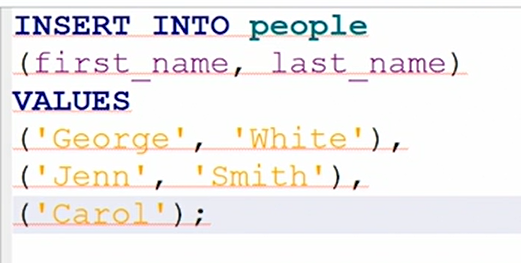 INSERT INTO people
(first_name, last_name)
VALUES
('George', 'White'),
('Jenn', 'Smith'),
('Carol');